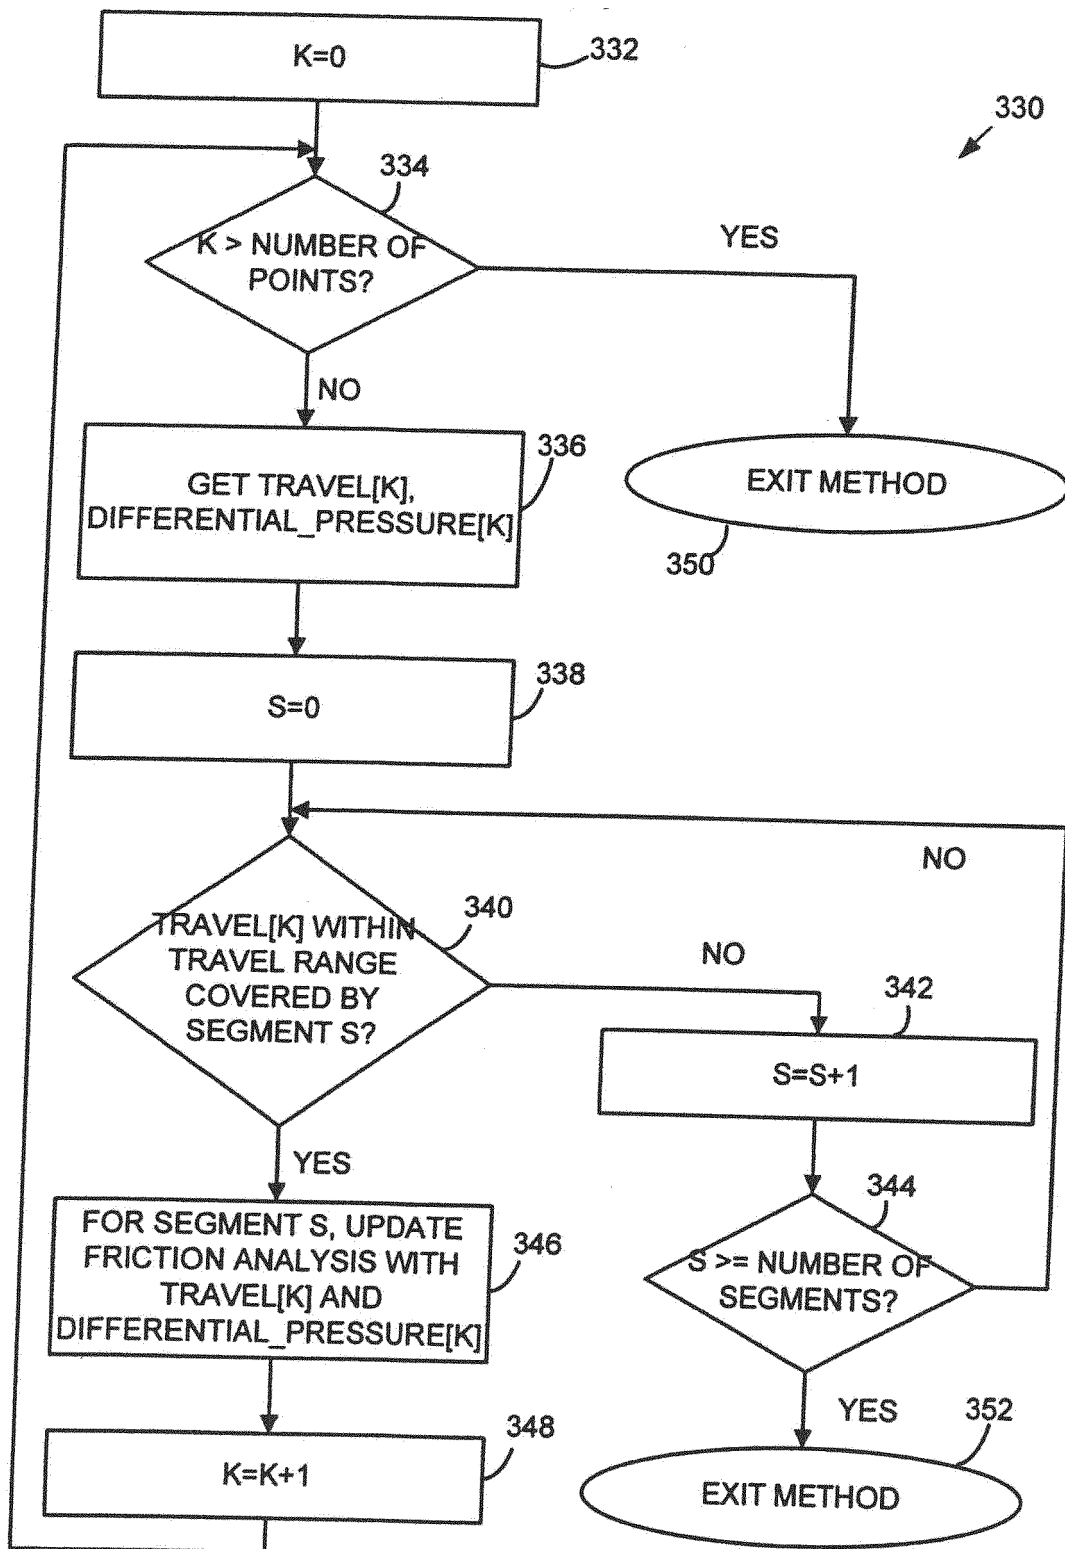 K=0
332
330
334
K > NUMBER OF
POINTS?
YES
NO
GET TRAVEL[K],
DIFFERENTIAL_PRESSURE[K]
336
EXIT METHOD
350
S=0
338
NO
TRAVEL[K] WITHIN
TRAVEL RANGE
COVERED BY
SEGMENT S?
340
NO
342
S=S+1
YES
344
S >= NUMBER OF
SEGMENTS?
FOR SEGMENT S, UPDATE
FRICTION ANALYSIS WITH
TRAVEL[K] AND
DIFFERENTIAL_PRESSURE[K]
346
YES
352
K=K+1
348
EXIT METHOD